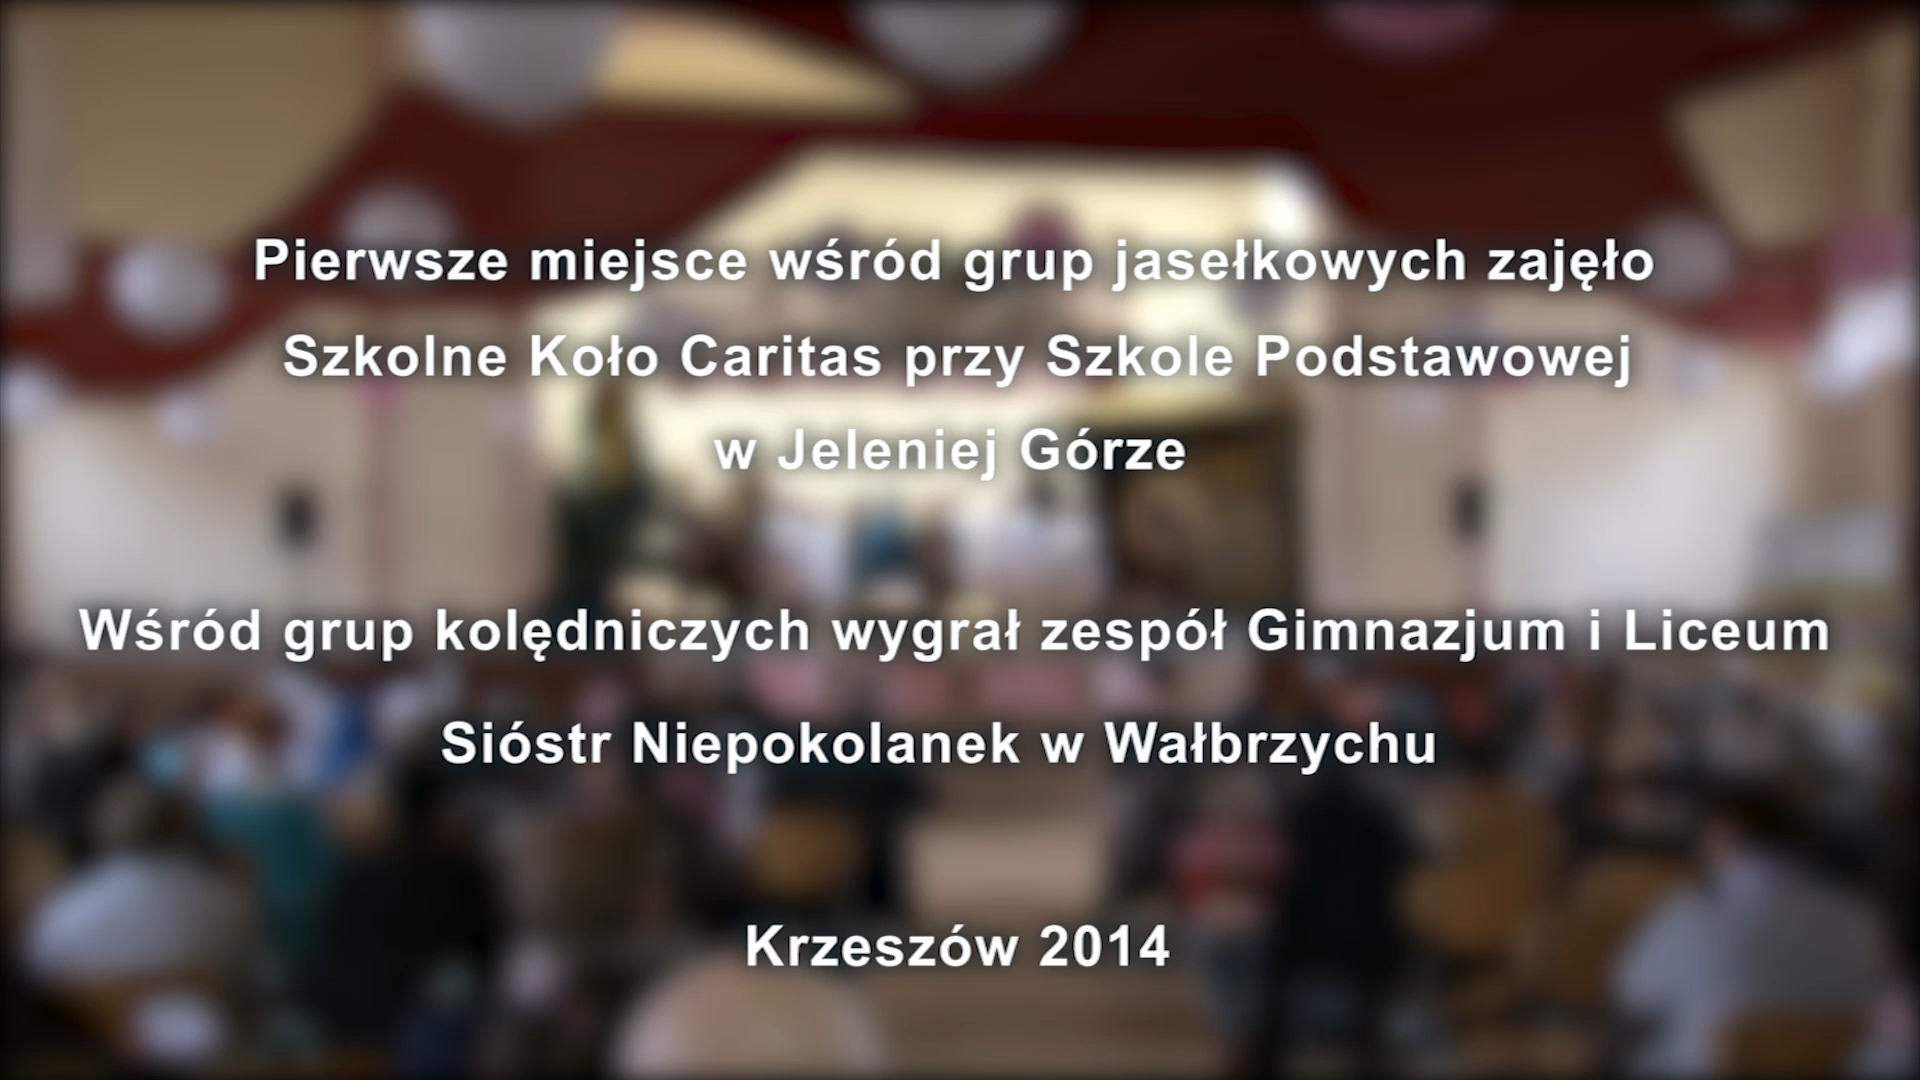 Pierwsze miejsce wśród grup jasełkowych zajęło
Szkolne Koło Caritas przy Szkole Podstawowej
w Jeleniej Górze
Wśród grup kolędniczych wygrał zespół Gimnazjum i Liceum
Sióstr Niepokolanek w Wałbrzychu
Krzeszów 2014